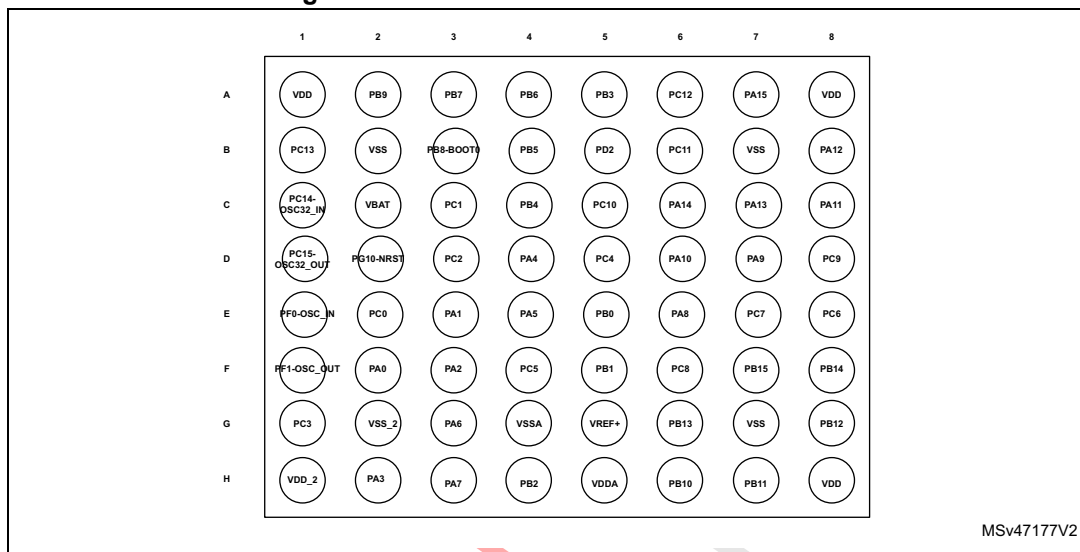 1 2 3 4 5 6 7 8
A VDD PB9 PB7 PB6 PB3 PC12 PA15 VDD
B PC13 VSS PB8-BOOT0 PB5 PD2 PC11 VSS PA12
C PC14-OSC32_IN VBAT PC1 PB4 PC10 PA14 PA13 PA11
D PC15-OSC32_OUT PG10-NRST PC2 PA4 PC4 PA10 PA9 PC9
E PF0-OSC_IN PC0 PA1 PA5 PB0 PA8 PC7 PC6
F PF1-OSC_OUT PA0 PA2 PC5 PB1 PC8 PB15 PB14
G PC3 VSS_2 PA6 VSSA VREF+ PB13 VSS PB12
H VDD_2 PA3 PA7 PB2 VDDA PB10 PB11 VDD
MSv47177V2